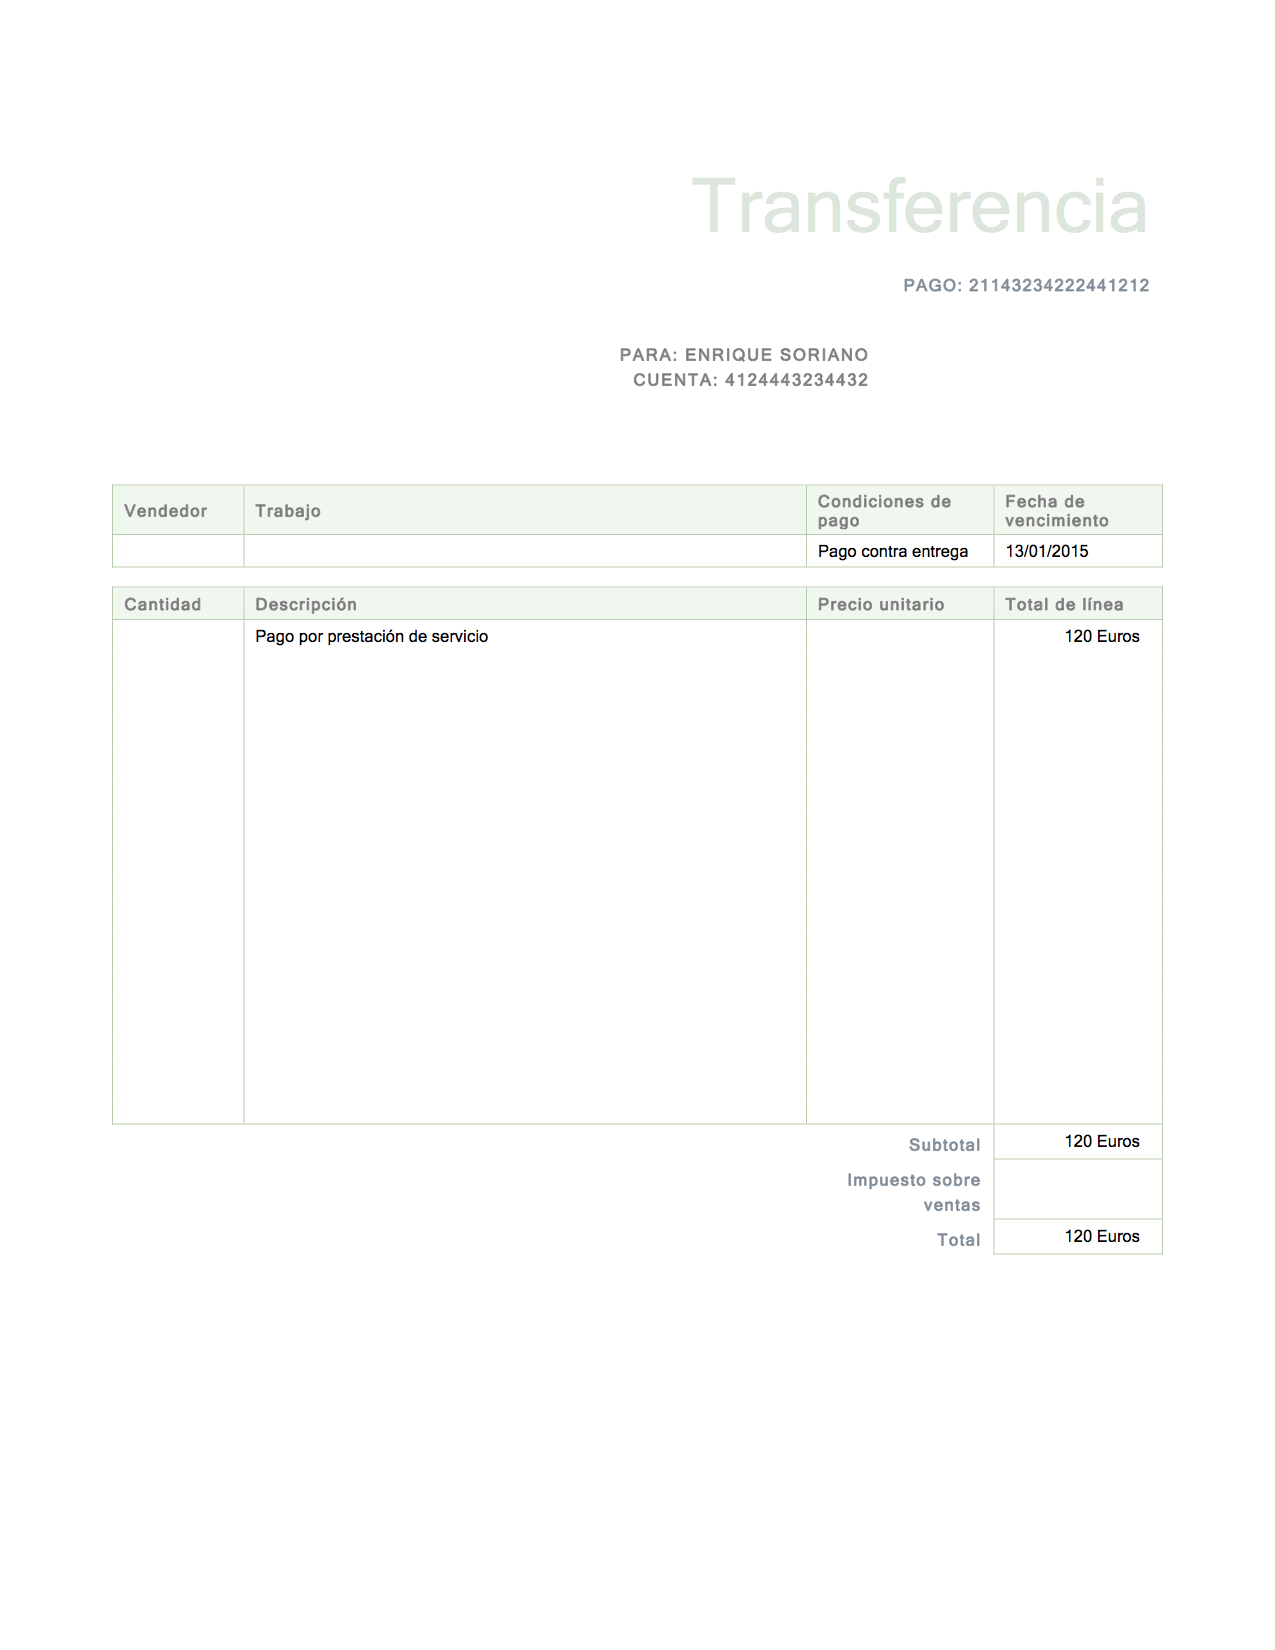 Transferencia
PAGO: 21143234222441212
PARA: ENRIQUE SORIANO
CUENTA: 4124443234432
Vendedor Trabajo Condiciones de pago Fecha de vencimiento
Pago contra entrega 13/01/2015
Cantidad Descripción Precio unitario Total de línea
Pago por prestación de servicio 120 Euros
Subtotal 120 Euros
Impuesto sobre
ventas
Total 120 Euros